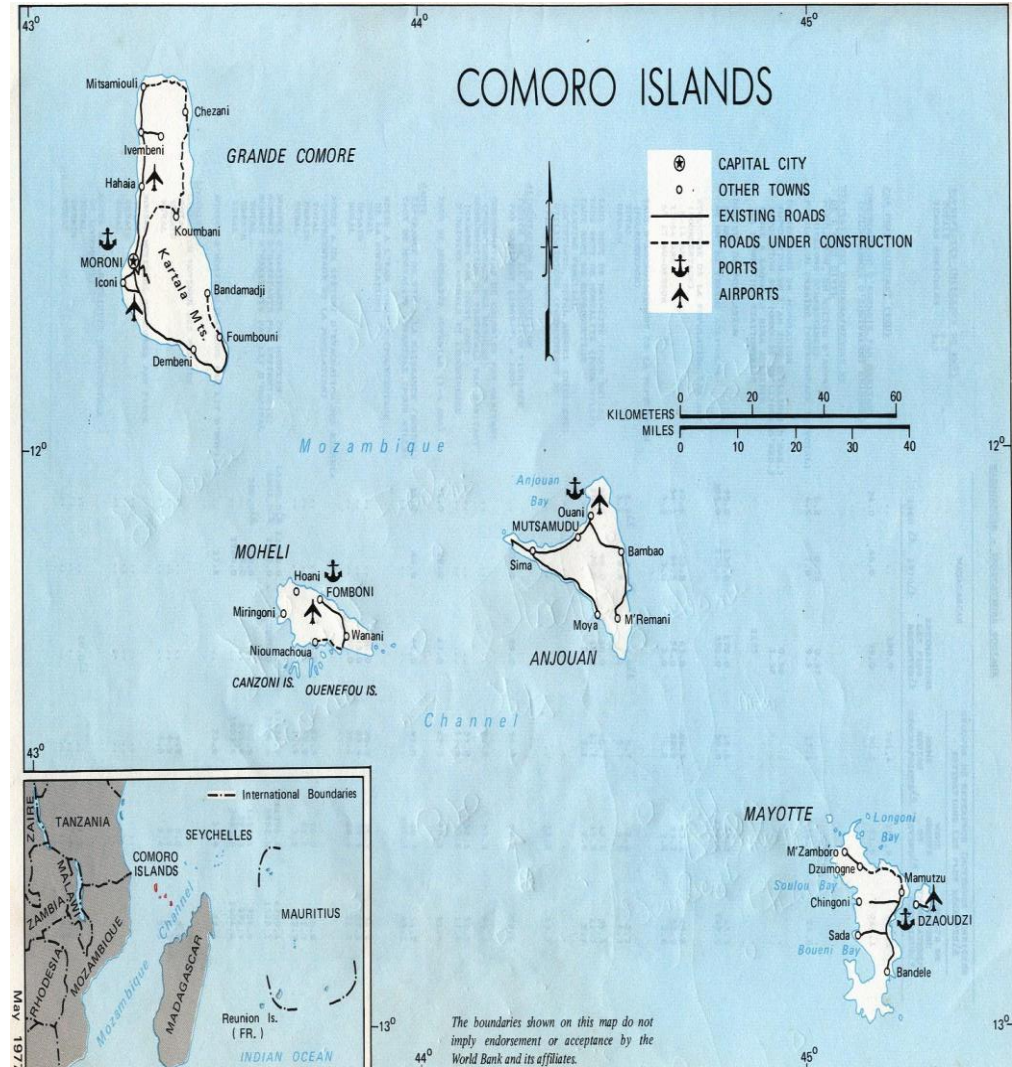 43°
44°
45°
COMORO ISLANDS
Mitsamiouli
Chezani
Ivembeni
GRANDE COMORE
Hahaia
Koumbani
MORONI
Iconi
Kartala Mts.
Bandamadji
Foumbouni
Dembeni
CAPITAL CITY
OTHER TOWNS
EXISTING ROADS
ROADS UNDER CONSTRUCTION
PORTS
AIRPORTS
N
0 20 40 60
KILOMETERS
MILES
0 10 20 30 40
12°
12°
Mozambique
Anjouan
Bay
Ouani
MUTSAMUDU
Sima
Bambao
Moya
M'Remani
ANJOUAN
MOHELI
Hoani
FOMBONI
Miringoni
Wanani
Nioumachoua
CANZONI IS.
OUENEFOU IS.
Channel
43°
MAYOTTE
Longoni
Bay
M'Zamboro
Dzumogne
Mamutzu
Soulou Bay
Chingoni
DZAOUDZI
Sada
Boueni Bay
Bandele
International Boundaries
ZAIRE
TANZANIA
SEYCHELLES
COMORO
ISLANDS
MALAWI
ZAMBIA
MOZAMBIQUE
RHODESIA
Mozambique Channel
MADAGASCAR
MAURITIUS
Reunion Is.
(FR.)
INDIAN OCEAN
13°
13°
44°
45°
The boundaries shown on this map do not
imply endorsement or acceptance by the
World Bank and its affiliates.
May